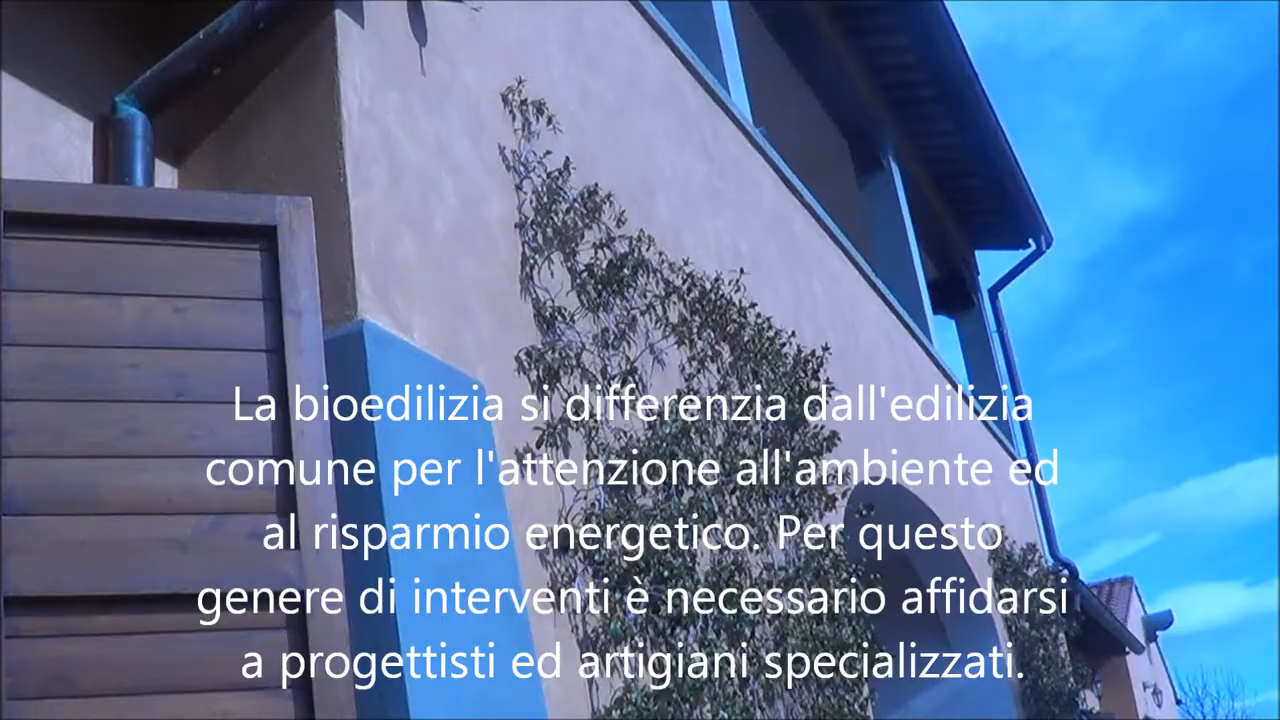 La bioedilizia si differenzia dall'edilizia
comune per l'attenzione all'ambiente ed
al risparmio energetico. Per questo
genere di interventi è necessario affidarsi
a progettisti ed artigiani specializzati.